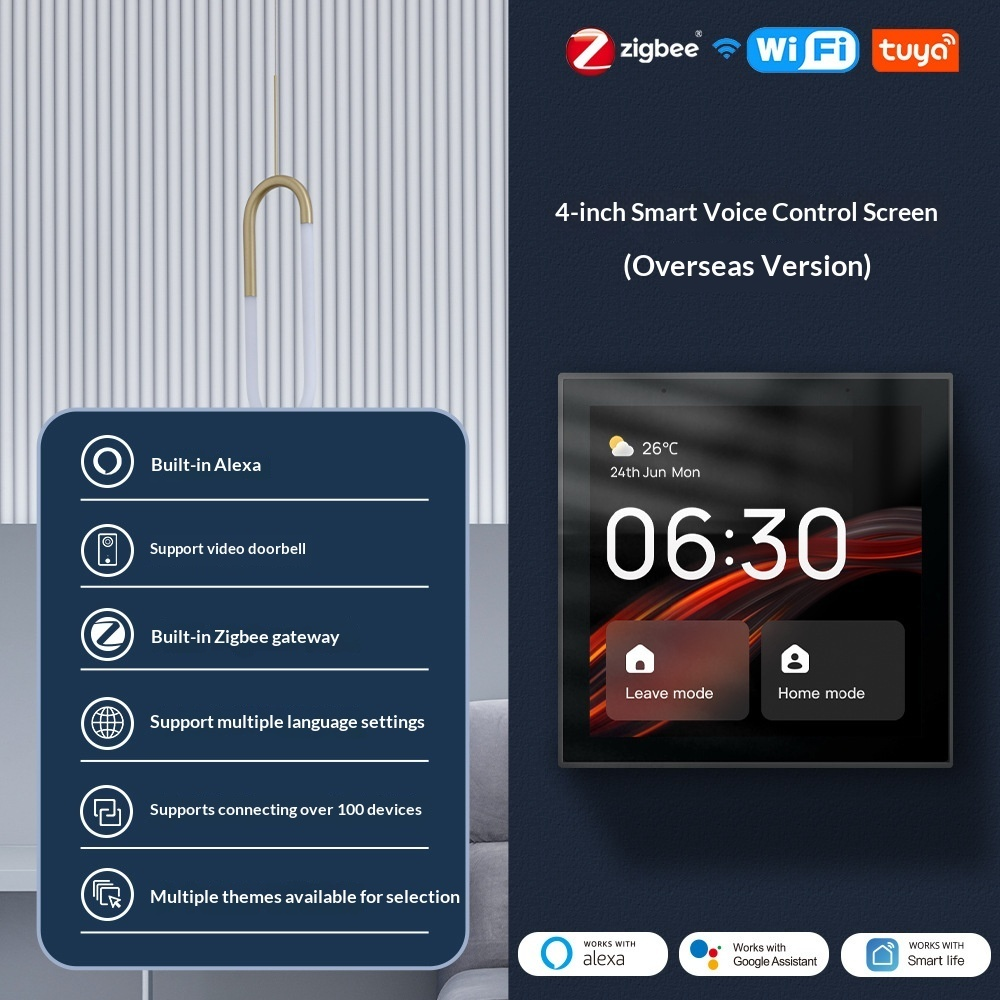 zigbee®
WiFi
tuya
4-inch Smart Voice Control Screen
(Overseas Version)
Built-in Alexa
Support video doorbell
Built-in Zigbee gateway
Support multiple language settings
Supports connecting over 100 devices
Multiple themes available for selection
26°C
24th Jun Mon
06:30
Leave mode
Home mode
WORKS WITH
alexa
Works with
Google Assistant
WORKS WITH
Smart life